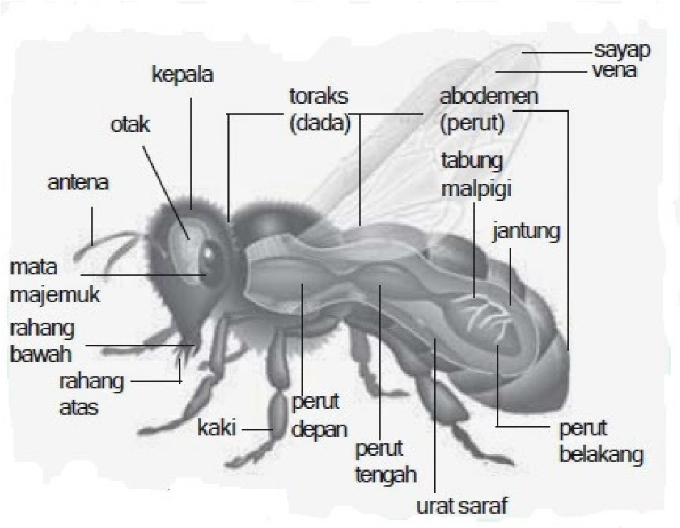 sayap
vena
kepala
toraks
(dada)
abodemen
(perut)
otak
tabung
malpigi
antena
jantung
mata
majemuk
rahang
bawah
rahang
atas
kaki
perut
depan
perut
tengah
perut
belakang
urat saraf